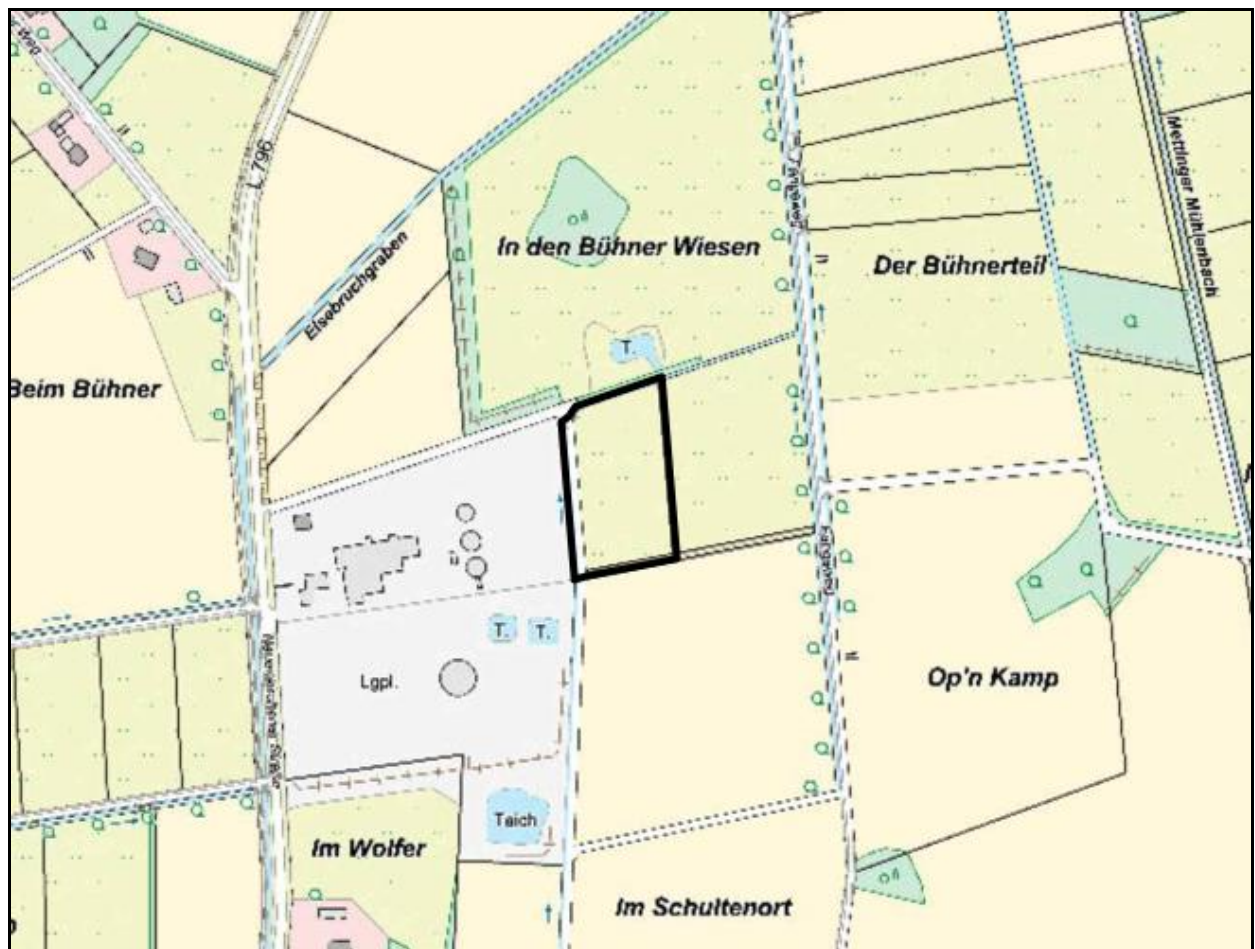 L 796
Mettinger Mühlenbach
In den Bühner Wiesen
Elsebruchgraben
Der Bühnerteil
T.
Beim Bühner
T.
T.
Op'n Kamp
Lgpl.
Teich
Im Wolfer
Im Schultenort